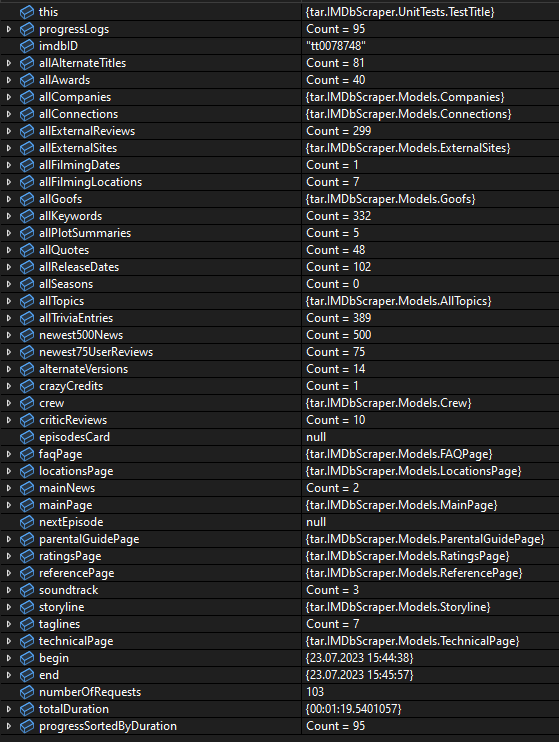 this {tar.IMDbScraper.UnitTests.TestTitle}
progressLogs Count = 95
imdbID "tt0078748"
allAlternateTitles Count = 81
allAwards Count = 40
allCompanies {tar.IMDbScraper.Models.Companies}
allConnections {tar.IMDbScraper.Models.Connections}
allExternalReviews Count = 299
allExternalSites {tar.IMDbScraper.Models.ExternalSites}
allFilmingDates Count = 1
allFilmingLocations Count = 7
allGoofs {tar.IMDbScraper.Models.Goofs}
allKeywords Count = 332
allPlotSummaries Count = 5
allQuotes Count = 48
allReleaseDates Count = 102
allSeasons Count = 0
allTopics {tar.IMDbScraper.Models.AllTopics}
allTriviaEntries Count = 389
newest500News Count = 500
newest75UserReviews Count = 75
alternateVersions Count = 14
crazyCredits Count = 1
crew {tar.IMDbScraper.Models.Crew}
criticReviews Count = 10
episodesCard null
faqPage {tar.IMDbScraper.Models.FAQPage}
locationsPage {tar.IMDbScraper.Models.LocationsPage}
mainNews Count = 2
mainPage {tar.IMDbScraper.Models.MainPage}
nextEpisode null
parentalGuidePage {tar.IMDbScraper.Models.ParentalGuidePage}
ratingsPage {tar.IMDbScraper.Models.RatingsPage}
referencePage {tar.IMDbScraper.Models.ReferencePage}
soundtrack Count = 3
storyline {tar.IMDbScraper.Models.Storyline}
taglines Count = 7
technicalPage {tar.IMDbScraper.Models.TechnicalPage}
begin {23.07.2023 15:44:38}
end {23.07.2023 15:45:57}
numberOfRequests 103
totalDuration {00:01:19.5401057}
progressSortedByDuration Count = 95